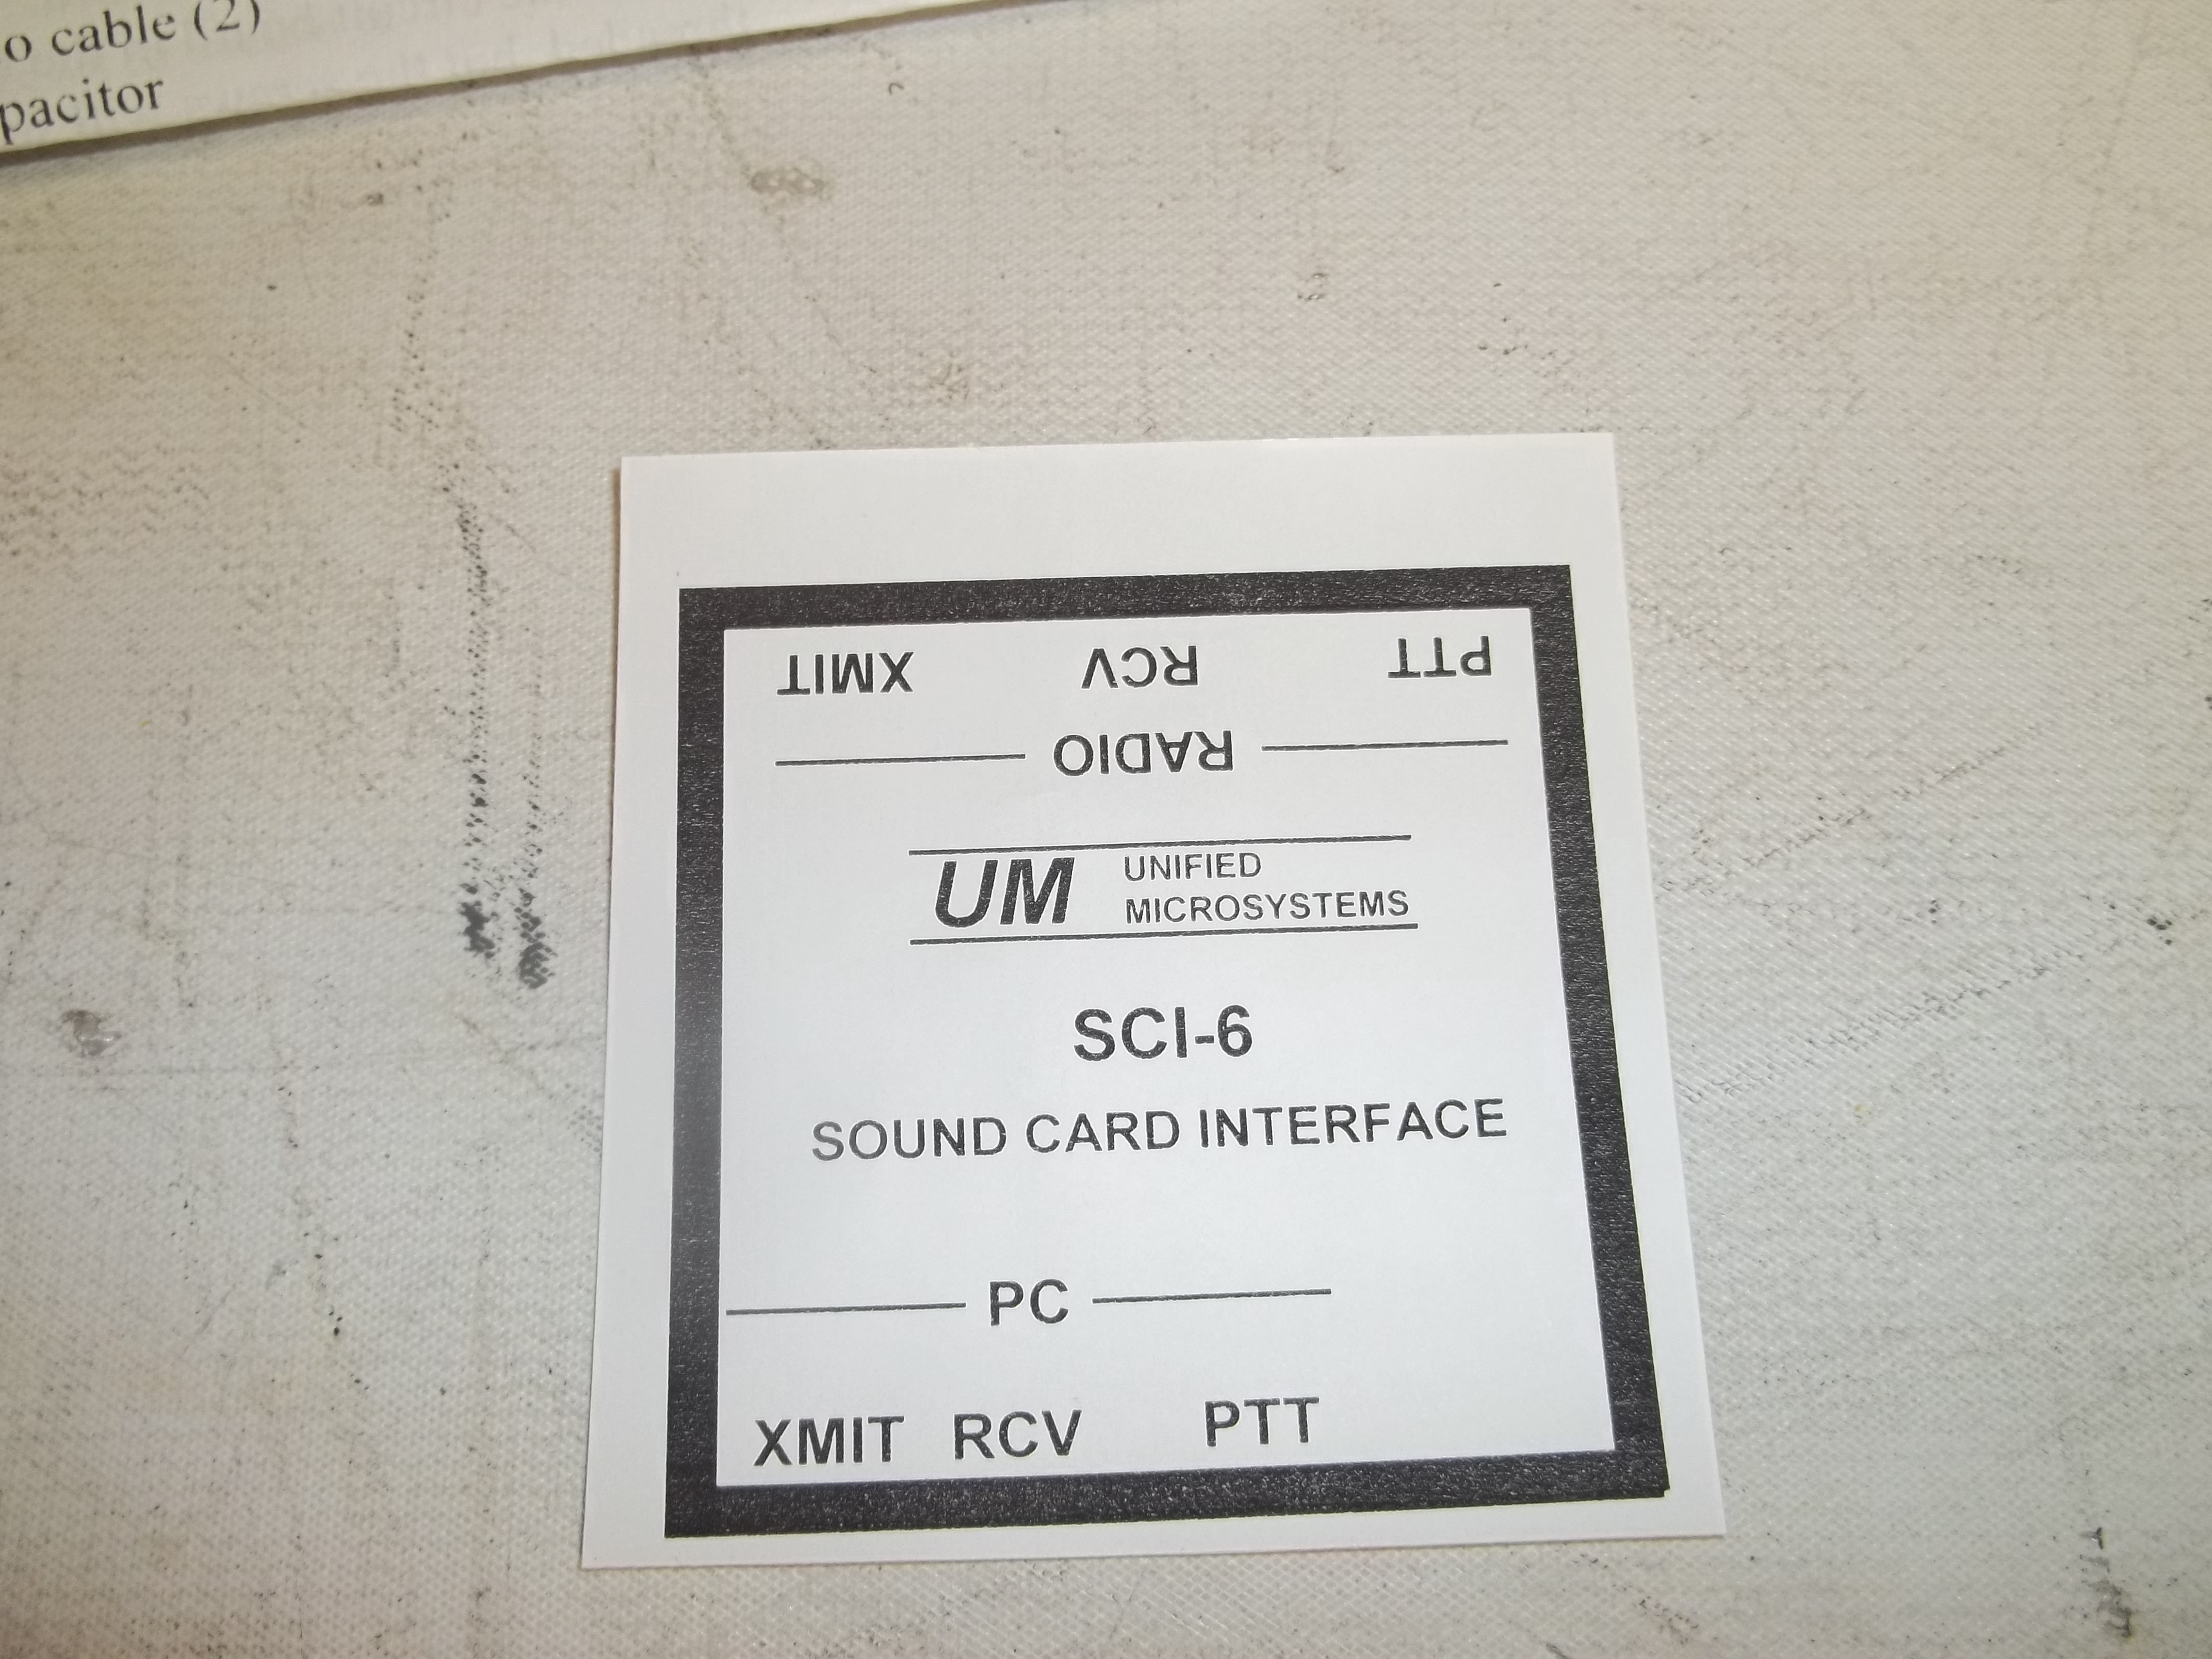 o cable (2)
pacitor
XMIT RCV PTT
RADIO
UM UNIFIED
MICROSYSTEMS
SCI-6
SOUND CARD INTERFACE
PC
XMIT RCV PTT